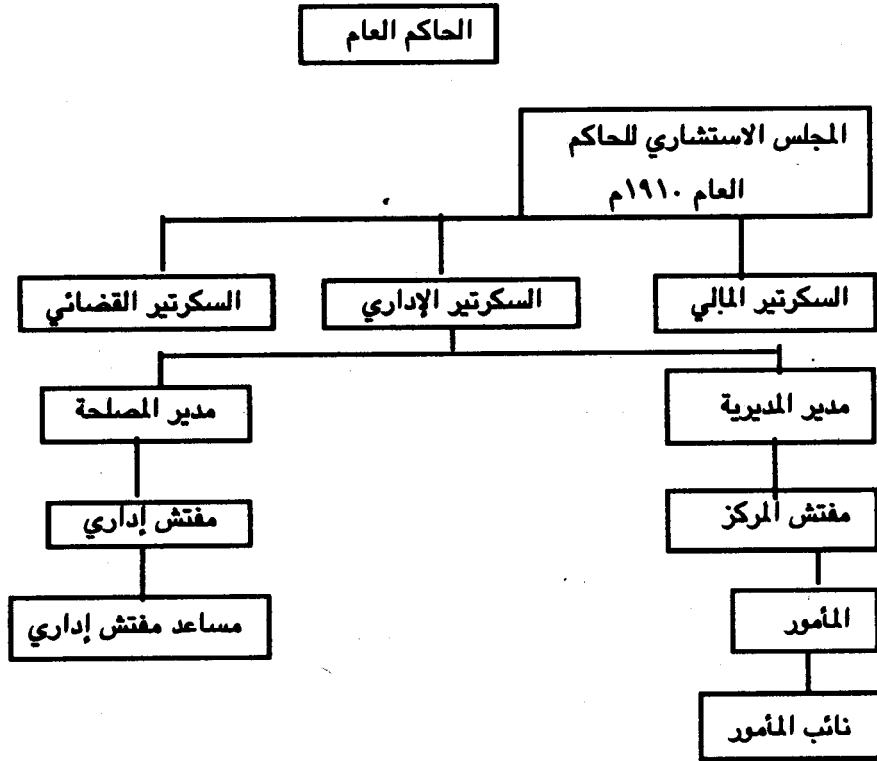 الحاكم العام
المجلس الاستشاري للحاكم
العام ١٩١٠م
السكرتير المالي
السكرتير الإداري
السكرتير القضائي
مدير المديرية
مدير المصلحة
مفتش المركز
مفتش إداري
المأمور
مساعد مفتش إداري
نائب المأمور